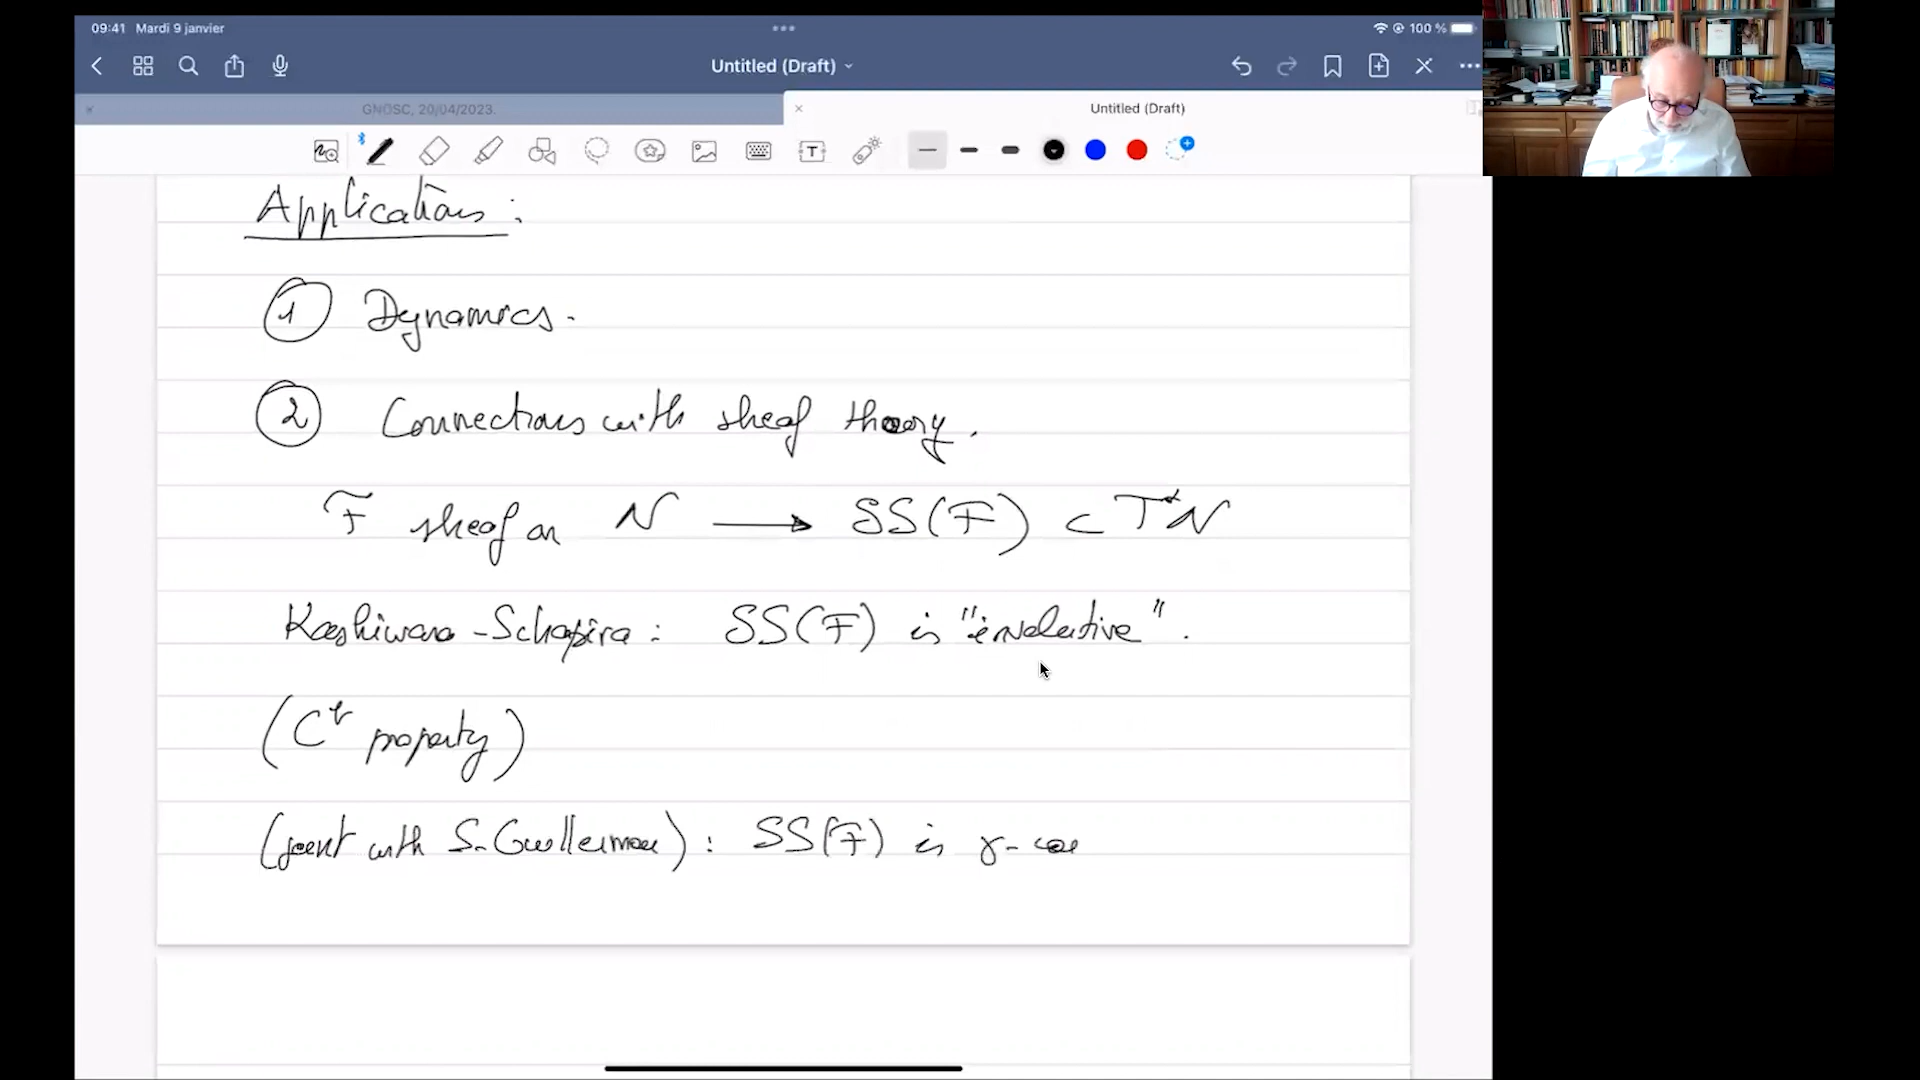 09:41 Mardi 9 janvier
100 %
Untitled (Draft)
GNOSC, 20/04/2023.
Untitled (Draft)
Applications :
① Dynamics.
② Connections with sheaf theory.
F sheaf on N → SS(F) ⊂ T*N
Kashiwara-Schapira : SS(F) is "involutive".
property)
(joint with S. Guillermou) : SS(F) is γ-coi